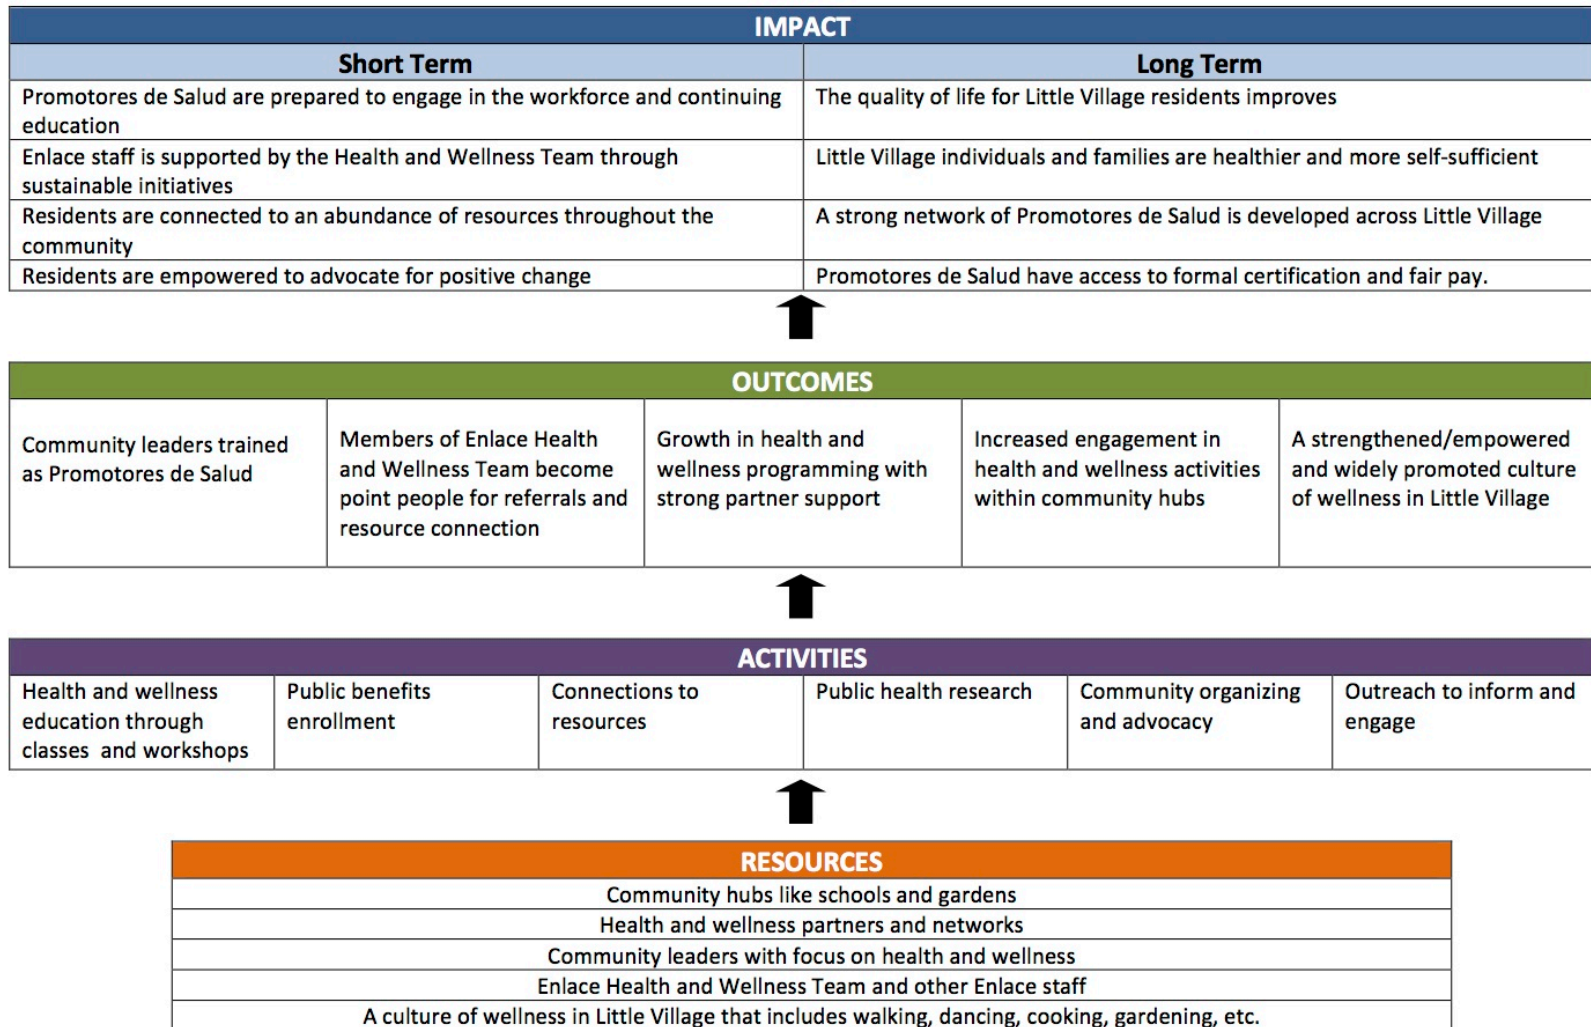 IMPACT
Short Term
Long Term
Promotores de Salud are prepared to engage in the workforce and continuing
education
The quality of life for Little Village residents improves
Enlace staff is supported by the Health and Wellness Team through
sustainable initiatives
Little Village individuals and families are healthier and more self-sufficient
Residents are connected to an abundance of resources throughout the
community
A strong network of Promotores de Salud is developed across Little Village
Residents are empowered to advocate for positive change
Promotores de Salud have access to formal certification and fair pay.
OUTCOMES
Community leaders trained
as Promotores de Salud
Members of Enlace Health
and Wellness Team become
point people for referrals and
resource connection
Growth in health and
wellness programming with
strong partner support
Increased engagement in
health and wellness activities
within community hubs
A strengthened/empowered
and widely promoted culture
of wellness in Little Village
ACTIVITIES
Health and wellness
education through
classes  and workshops
Public benefits
enrollment
Connections to
resources
Public health research
Community organizing
and advocacy
Outreach to inform and
engage
RESOURCES
Community hubs like schools and gardens
Health and wellness partners and networks
Community leaders with focus on health and wellness
Enlace Health and Wellness Team and other Enlace staff
A culture of wellness in Little Village that includes walking, dancing, cooking, gardening, etc.